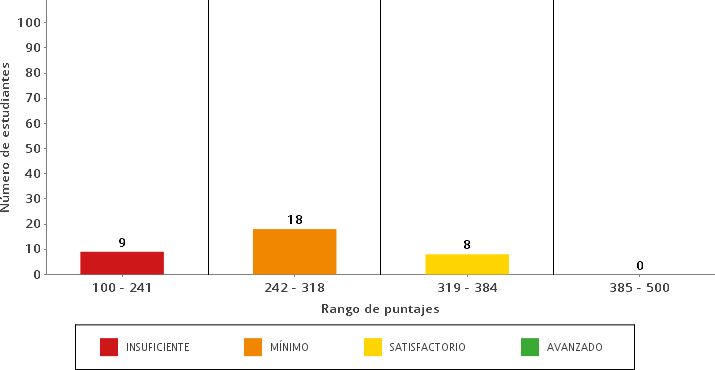 Número de estudiantes
100
90
80
70
60
50
40
30
20
10
0
9
18
8
0
100 - 241
242 - 318
319 - 384
385 - 500
Rango de puntajes
INSUFICIENTE
MÍNIMO
SATISFACTORIO
AVANZADO